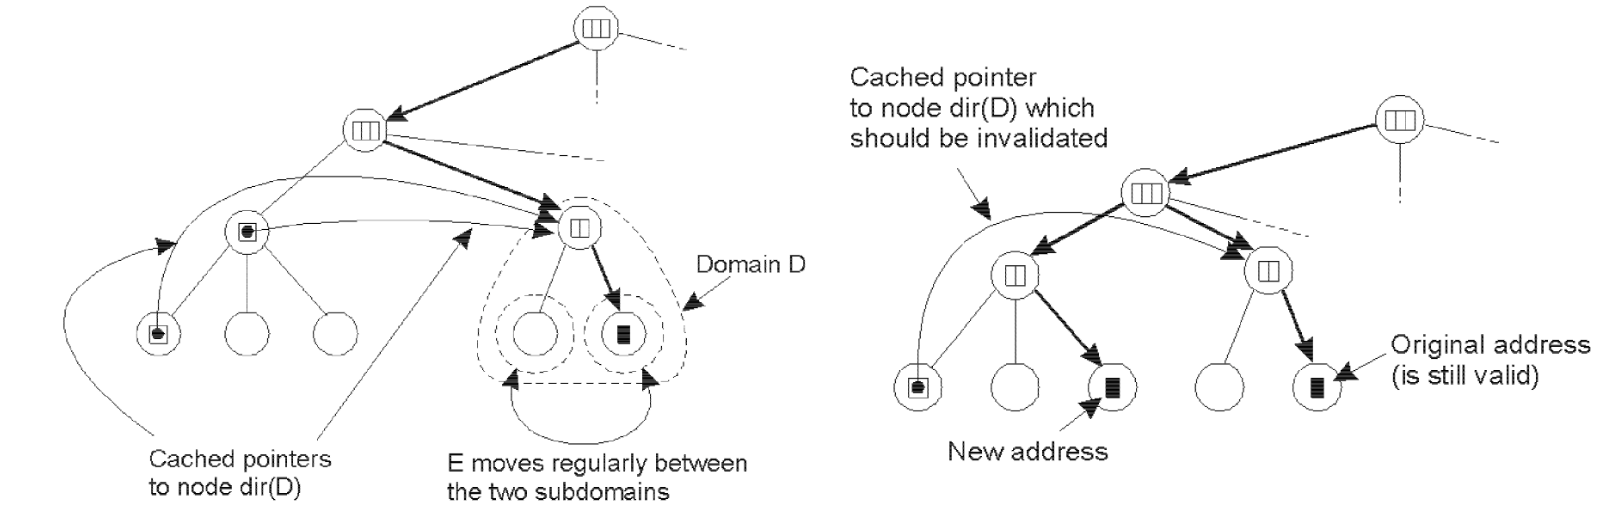 Domain D
Cached pointers
to node dir(D)
E moves regularly between
the two subdomains
Cached pointer
to node dir(D) which
should be invalidated
Original address
(is still valid)
New address